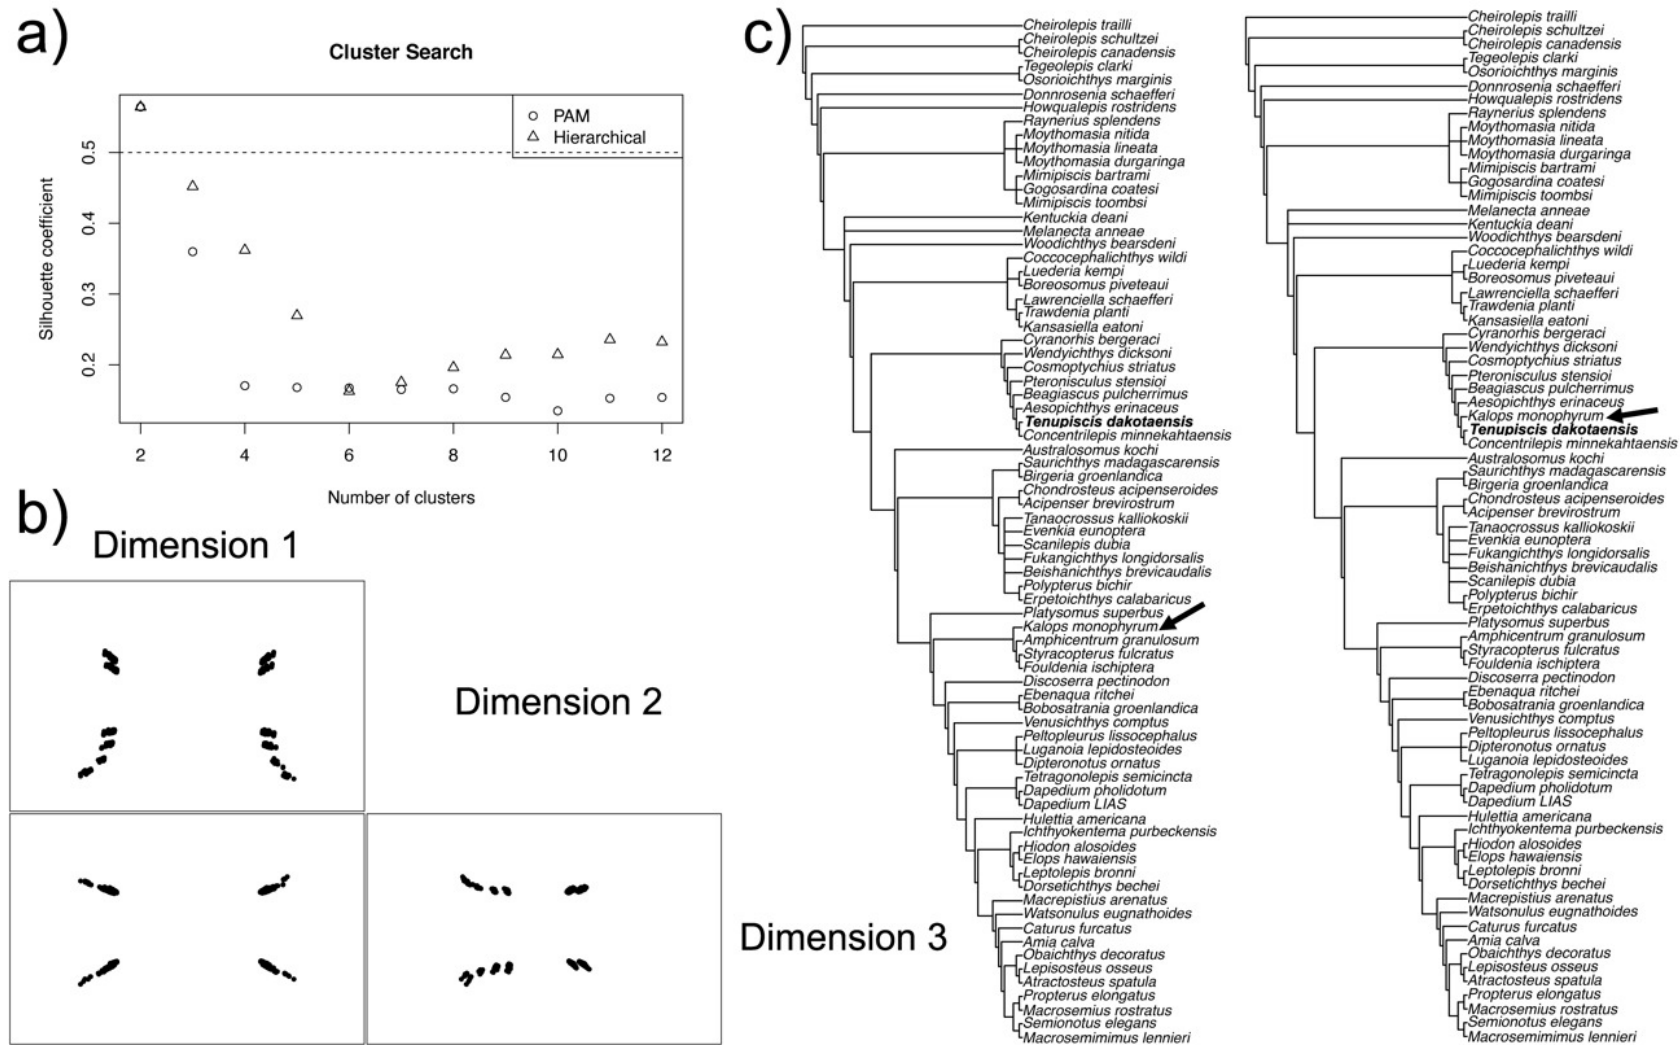 a)
Cluster Search
PAM
Hierarchical
Silhouette coefficient
0.5
0.4
0.3
0.2
2 4 6 8 10 12
Number of clusters
b)
Dimension 1
Dimension 2
Dimension 3
c)
Cheirolepis trailli
Cheirolepis schultzei
Cheirolepis canadensis
Tegeolepis clarki
Osorioichthys marginis
Donnrosenia schaefferi
Howqualepis rostridens
Raynerius splendens
Moythomasia nitida
Moythomasia lineata
Moythomasia durgaringa
Mimipiscis bartrami
Gogosardina coatesi
Mimipiscis toombsi
Kentuckia deani
Melanecta anneae
Woodichthys bearsdeni
Coccocephalichthys wildi
Luederia kempi
Boreosomus piveteaui
Lawrenciella schaefferi
Trawdenia planti
Kansasiella eatoni
Cyranorhis bergeraci
Wendyichthys dicksoni
Cosmoptychius striatus
Pteronisculus stensioi
Beagiascus pulcherrimus
Aesopichthys erinaceus
Tenupiscis dakotaensis
Concentrilepis minnekahtaensis
Australosomus kochi
Saurichthys madagascarensis
Birgeria groenlandica
Chondrosteus acipenseroides
Acipenser brevirostrum
Tanaocrossus kalliokoskii
Evenkia eunoptera
Scanilepis dubia
Fukangichthys longidorsalis
Beishanichthys brevicaudalis
Polypterus bichir
Erpetoichthys calabaricus
Platysomus superbus
Kalops monophyrum
Amphicentrum granulosum
Styracopterus fulcratus
Fouldenia ischiptera
Discoserra pectinodon
Ebenaqua ritchei
Bobosatrania groenlandica
Venusichthys comptus
Peltopleurus lissocephalus
Luganoia lepidosteoides
Dipteronotus ornatus
Tetragonolepis semicincta
Dapedium pholidotum
Dapedium LIAS
Hulettia americana
Ichthyokentema purbeckensis
Hiodon alosoides
Elops hawaiensis
Leptolepis bronni
Dorsetichthys bechei
Macrepistius arenatus
Watsonulus eugnathoides
Caturus furcatus
Amia calva
Obaichthys decoratus
Lepisosteus osseus
Atractosteus spatula
Propterus elongatus
Macrosemius rostratus
Semionotus elegans
Macrosemimimus lennieri
Cheirolepis trailli
Cheirolepis schultzei
Cheirolepis canadensis
Tegeolepis clarki
Osorioichthys marginis
Donnrosenia schaefferi
Howqualepis rostridens
Raynerius splendens
Moythomasia nitida
Moythomasia lineata
Moythomasia durgaringa
Mimipiscis bartrami
Gogosardina coatesi
Mimipiscis toombsi
Melanecta anneae
Kentuckia deani
Woodichthys bearsdeni
Coccocephalichthys wildi
Luederia kempi
Boreosomus piveteaui
Lawrenciella schaefferi
Trawdenia planti
Kansasiella eatoni
Cyranorhis bergeraci
Wendyichthys dicksoni
Cosmoptychius striatus
Pteronisculus stensioi
Beagiascus pulcherrimus
Aesopichthys erinaceus
Kalops monophyrum
Tenupiscis dakotaensis
Concentrilepis minnekahtaensis
Australosomus kochi
Saurichthys madagascarensis
Birgeria groenlandica
Chondrosteus acipenseroides
Acipenser brevirostrum
Tanaocrossus kalliokoskii
Evenkia eunoptera
Fukangichthys longidorsalis
Beishanichthys brevicaudalis
Scanilepis dubia
Polypterus bichir
Erpetoichthys calabaricus
Platysomus superbus
Amphicentrum granulosum
Styracopterus fulcratus
Fouldenia ischiptera
Discoserra pectinodon
Ebenaqua ritchei
Bobosatrania groenlandica
Venusichthys comptus
Peltopleurus lissocephalus
Dipteronotus ornatus
Luganoia lepidosteoides
Tetragonolepis semicincta
Dapedium pholidotum
Dapedium LIAS
Hulettia americana
Ichthyokentema purbeckensis
Hiodon alosoides
Elops hawaiensis
Leptolepis bronni
Dorsetichthys bechei
Macrepistius arenatus
Watsonulus eugnathoides
Caturus furcatus
Amia calva
Obaichthys decoratus
Lepisosteus osseus
Atractosteus spatula
Propterus elongatus
Macrosemius rostratus
Semionotus elegans
Macrosemimimus lennieri